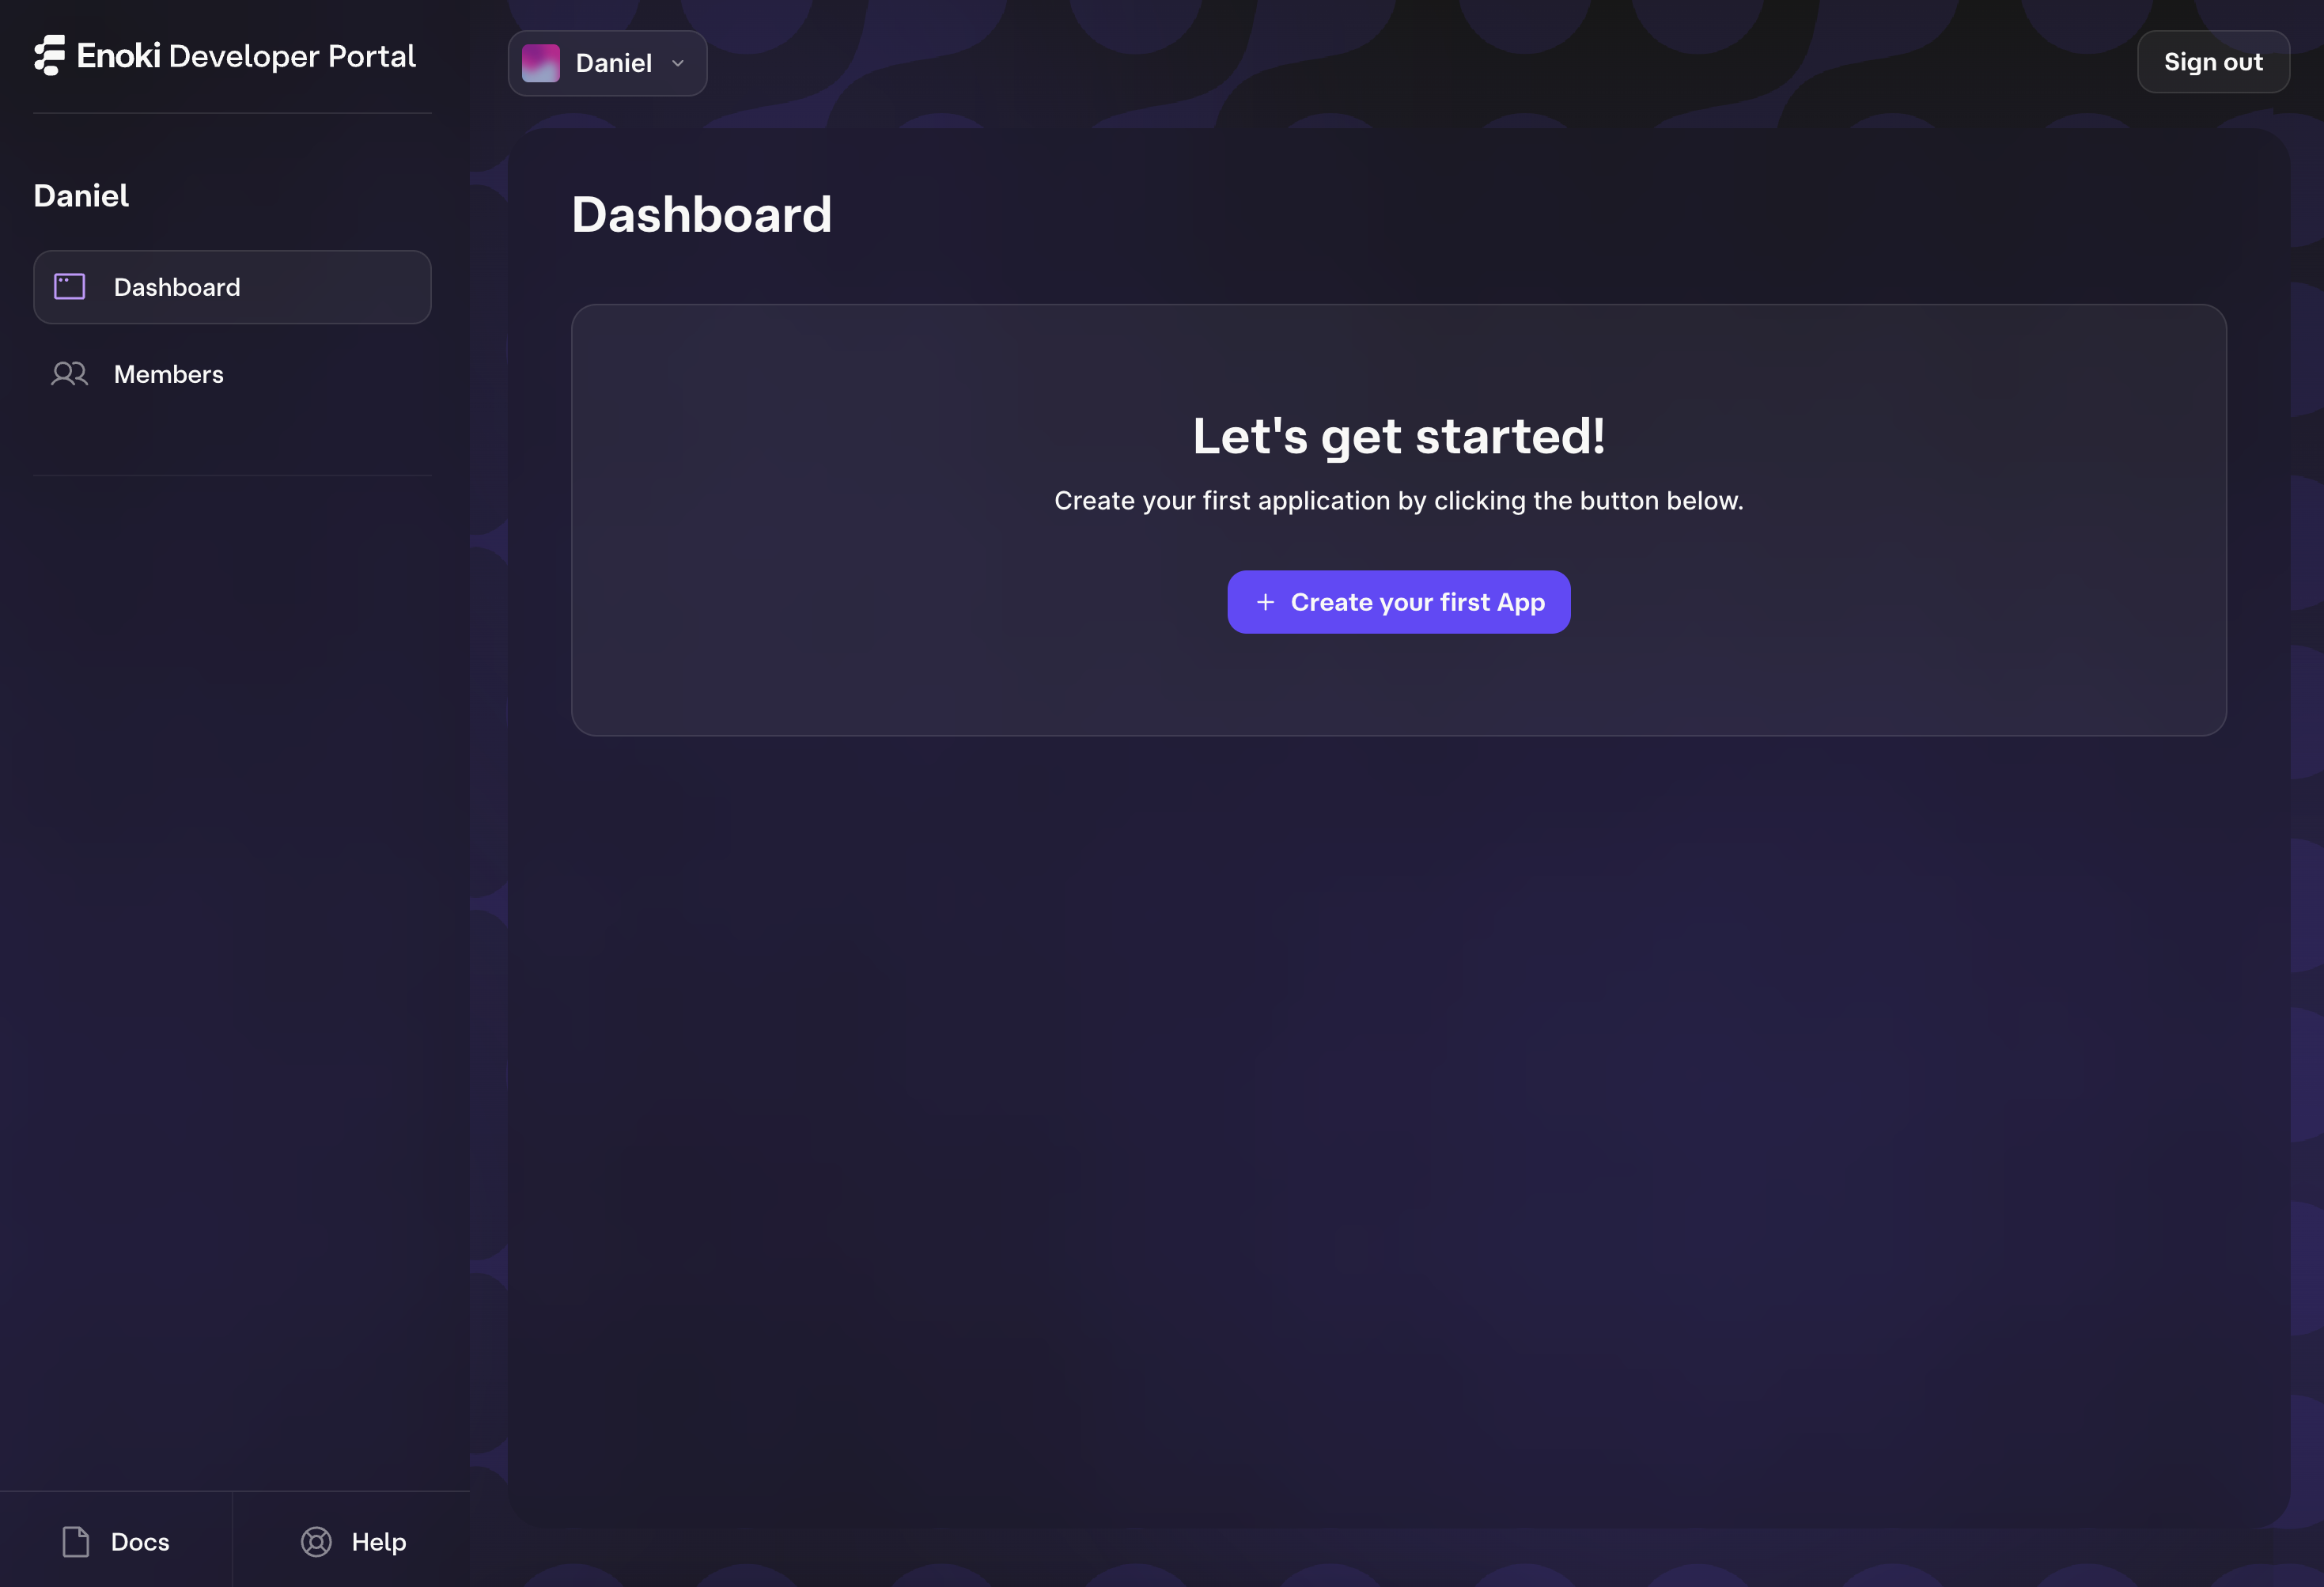 Enoki Developer Portal
Daniel
Sign out
Daniel
Dashboard
Members
Dashboard
Let's get started!
Create your first application by clicking the button below.
Create your first App
Docs
Help